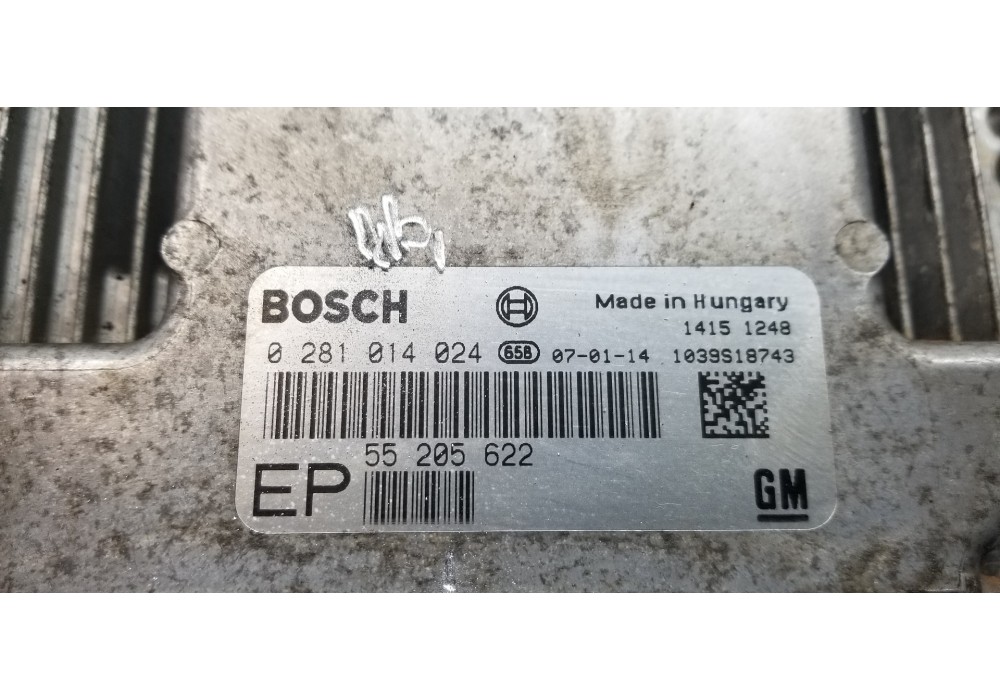 BOSCH Made in Hungary
1415 1248
0 281 014 024 65B 07-01-14 1039S18743
55 205 622
EP GM